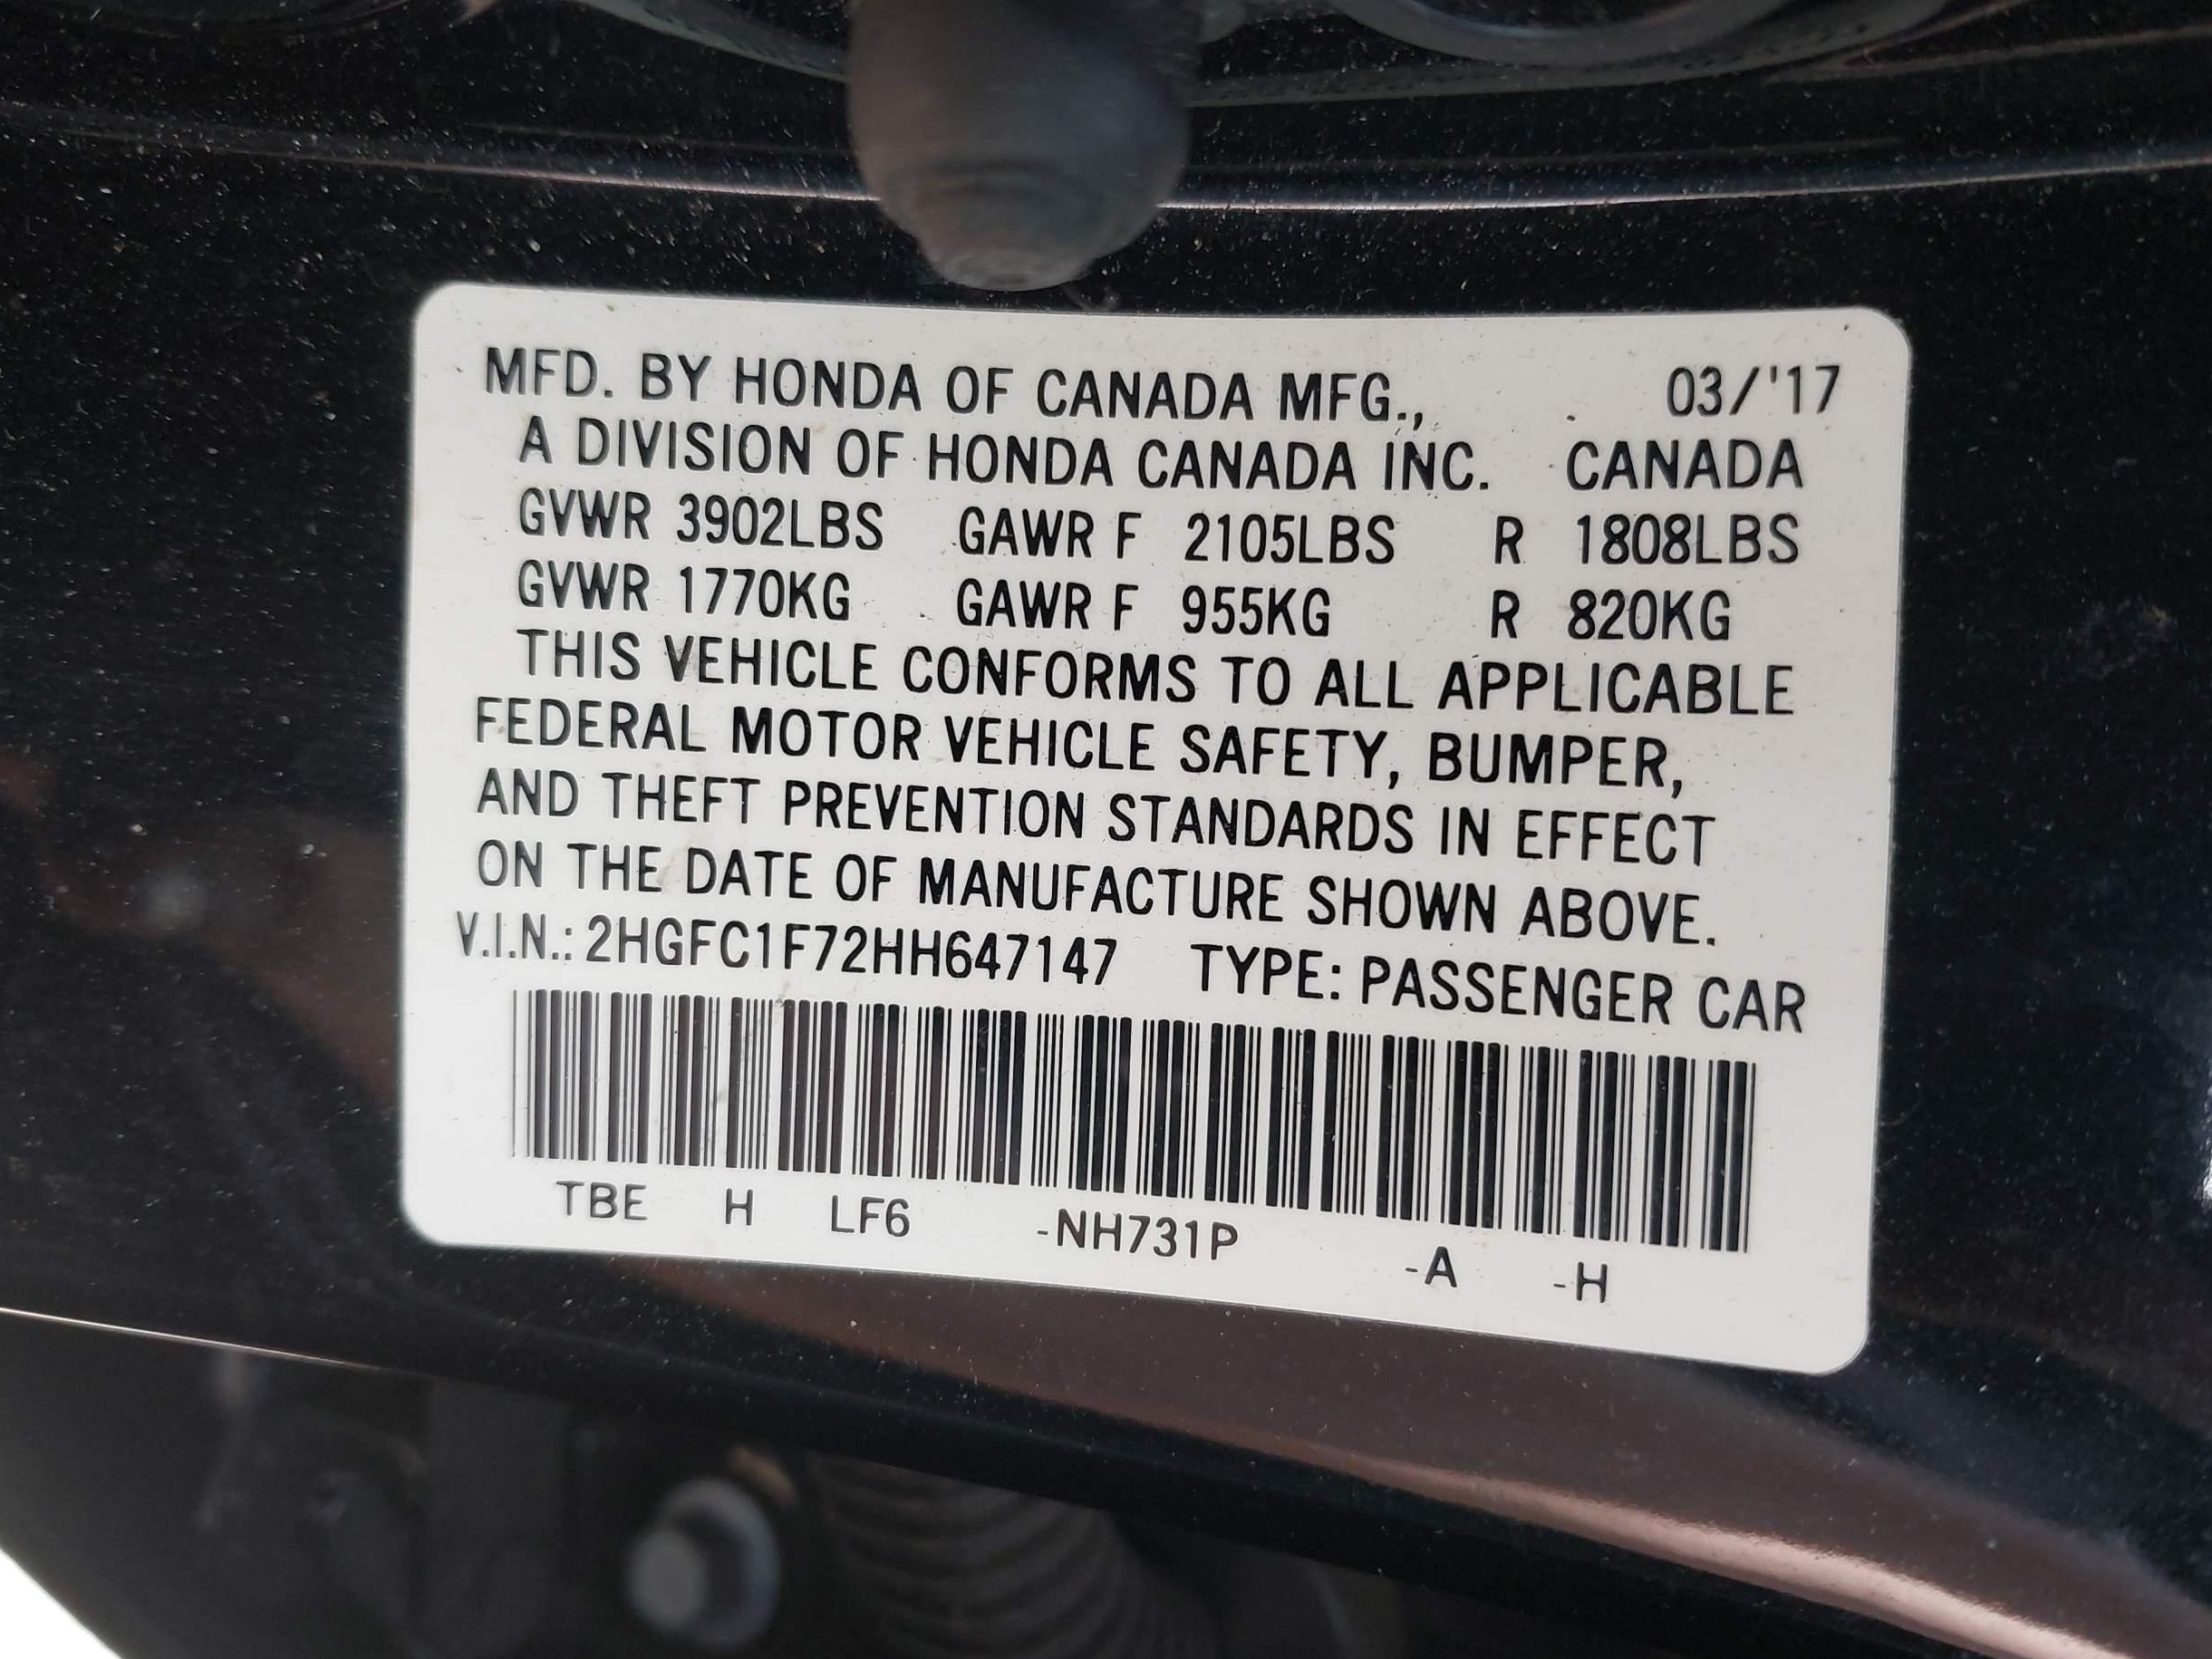 MFD. BY HONDA OF CANADA MFG., 03/'17
A DIVISION OF HONDA CANADA INC. CANADA
GVWR 3902LBS GAWR F 2105LBS R 1808LBS
GVWR 1770KG GAWR F 955KG R 820KG
THIS VEHICLE CONFORMS TO ALL APPLICABLE
FEDERAL MOTOR VEHICLE SAFETY, BUMPER,
AND THEFT PREVENTION STANDARDS IN EFFECT
ON THE DATE OF MANUFACTURE SHOWN ABOVE.
V.I.N.: 2HGFC1F72HH647147 TYPE: PASSENGER CAR
TBE H LF6 -NH731P -A -H